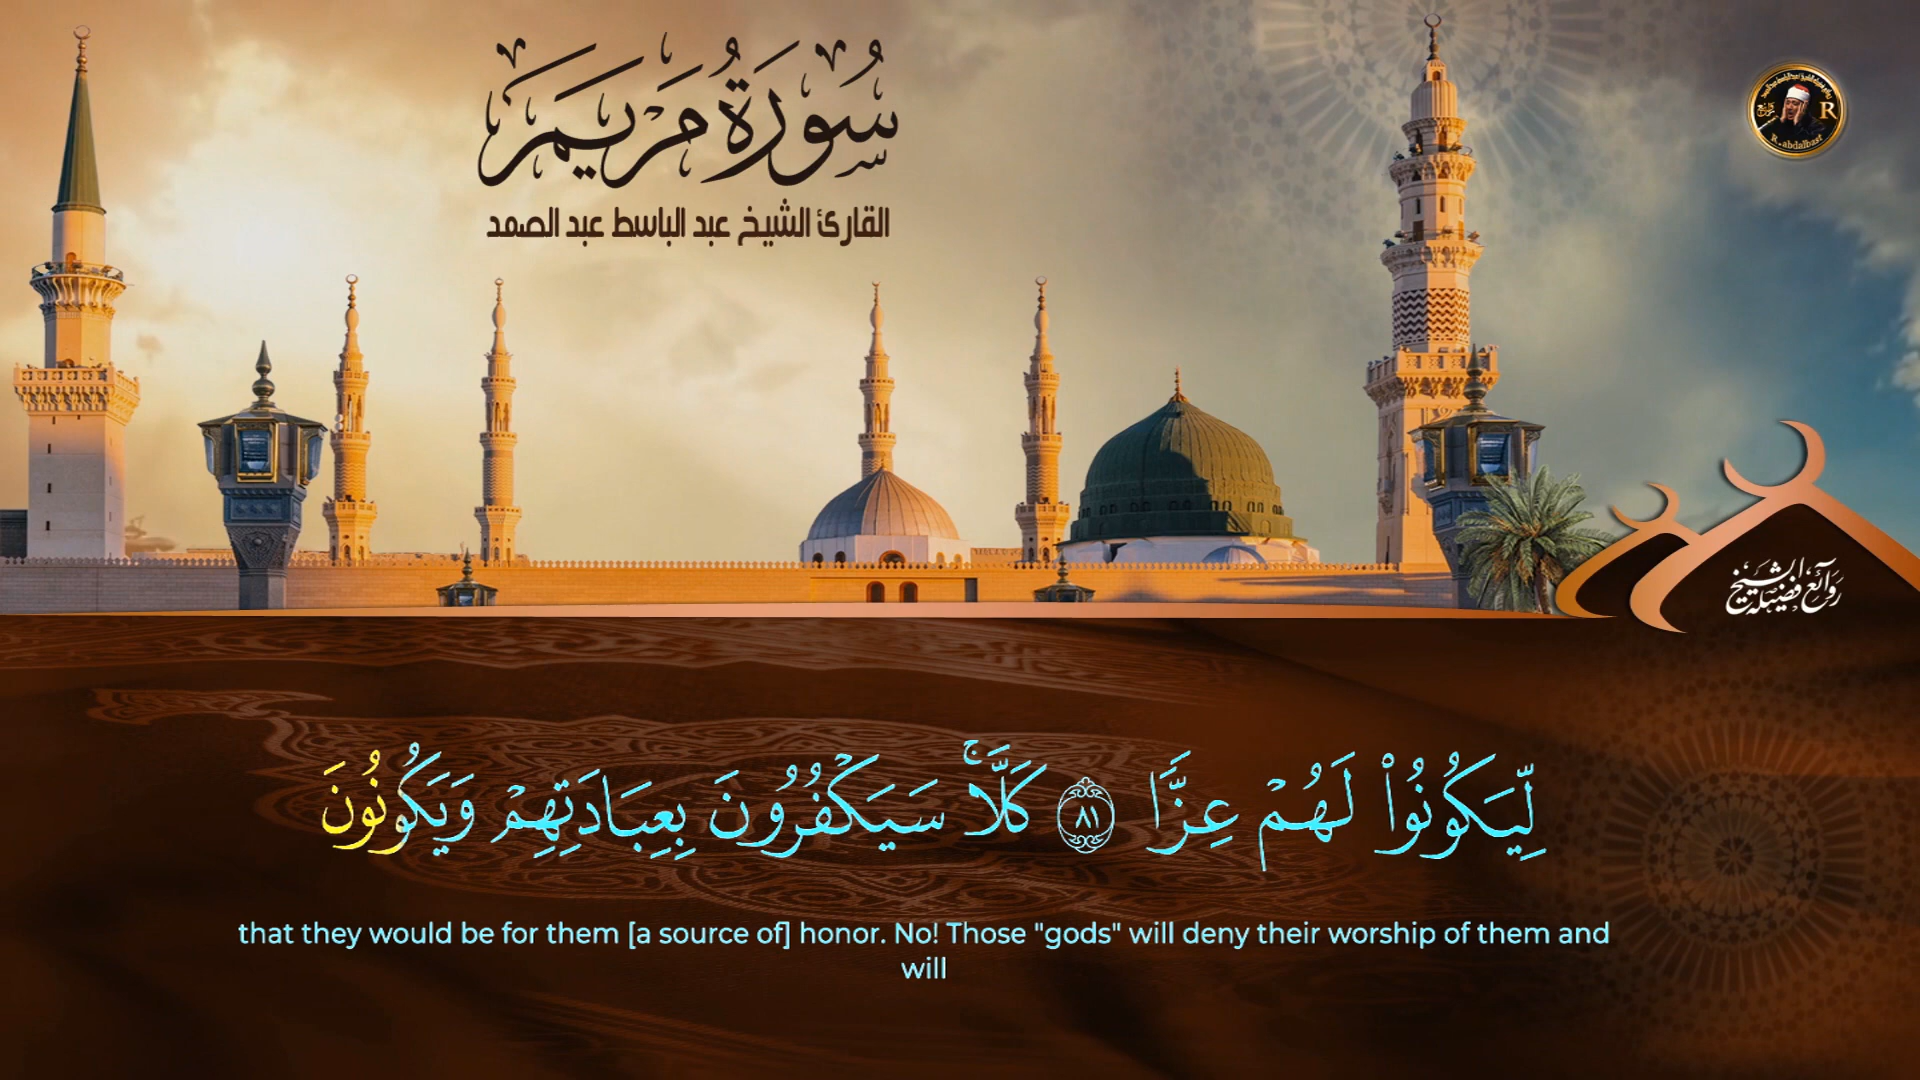 سُورَةُ مَرْيَمَ
القارئ الشيخ عبد الباسط عبد الصمد
R
R.abdalbast
روائع فضيلة الشيخ
لِّيَكُونُوا۟ لَهُمْ عِزًّا ٨١ كَلَّا ۚ سَيَكْفُرُونَ بِعِبَادَتِهِمْ وَيَكُونُونَ
that they would be for them [a source of] honor. No! Those "gods" will deny their worship of them and
will